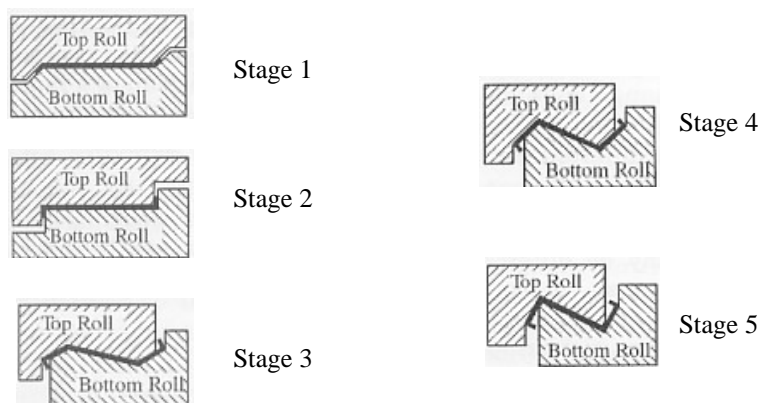 Top Roll
Bottom Roll
Stage 1
Top Roll
Bottom Roll
Stage 2
Top Roll
Bottom Roll
Stage 3
Top Roll
Bottom Roll
Stage 4
Top Roll
Bottom Roll
Stage 5